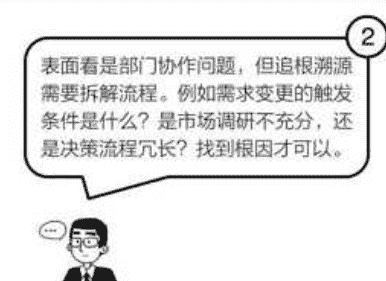 2
表面看是部门协作问题，但追根溯源
需要拆解流程。例如需求变更的触发
条件是什么？是市场调研不充分，还
是决策流程冗长？找到根因才可以。
...